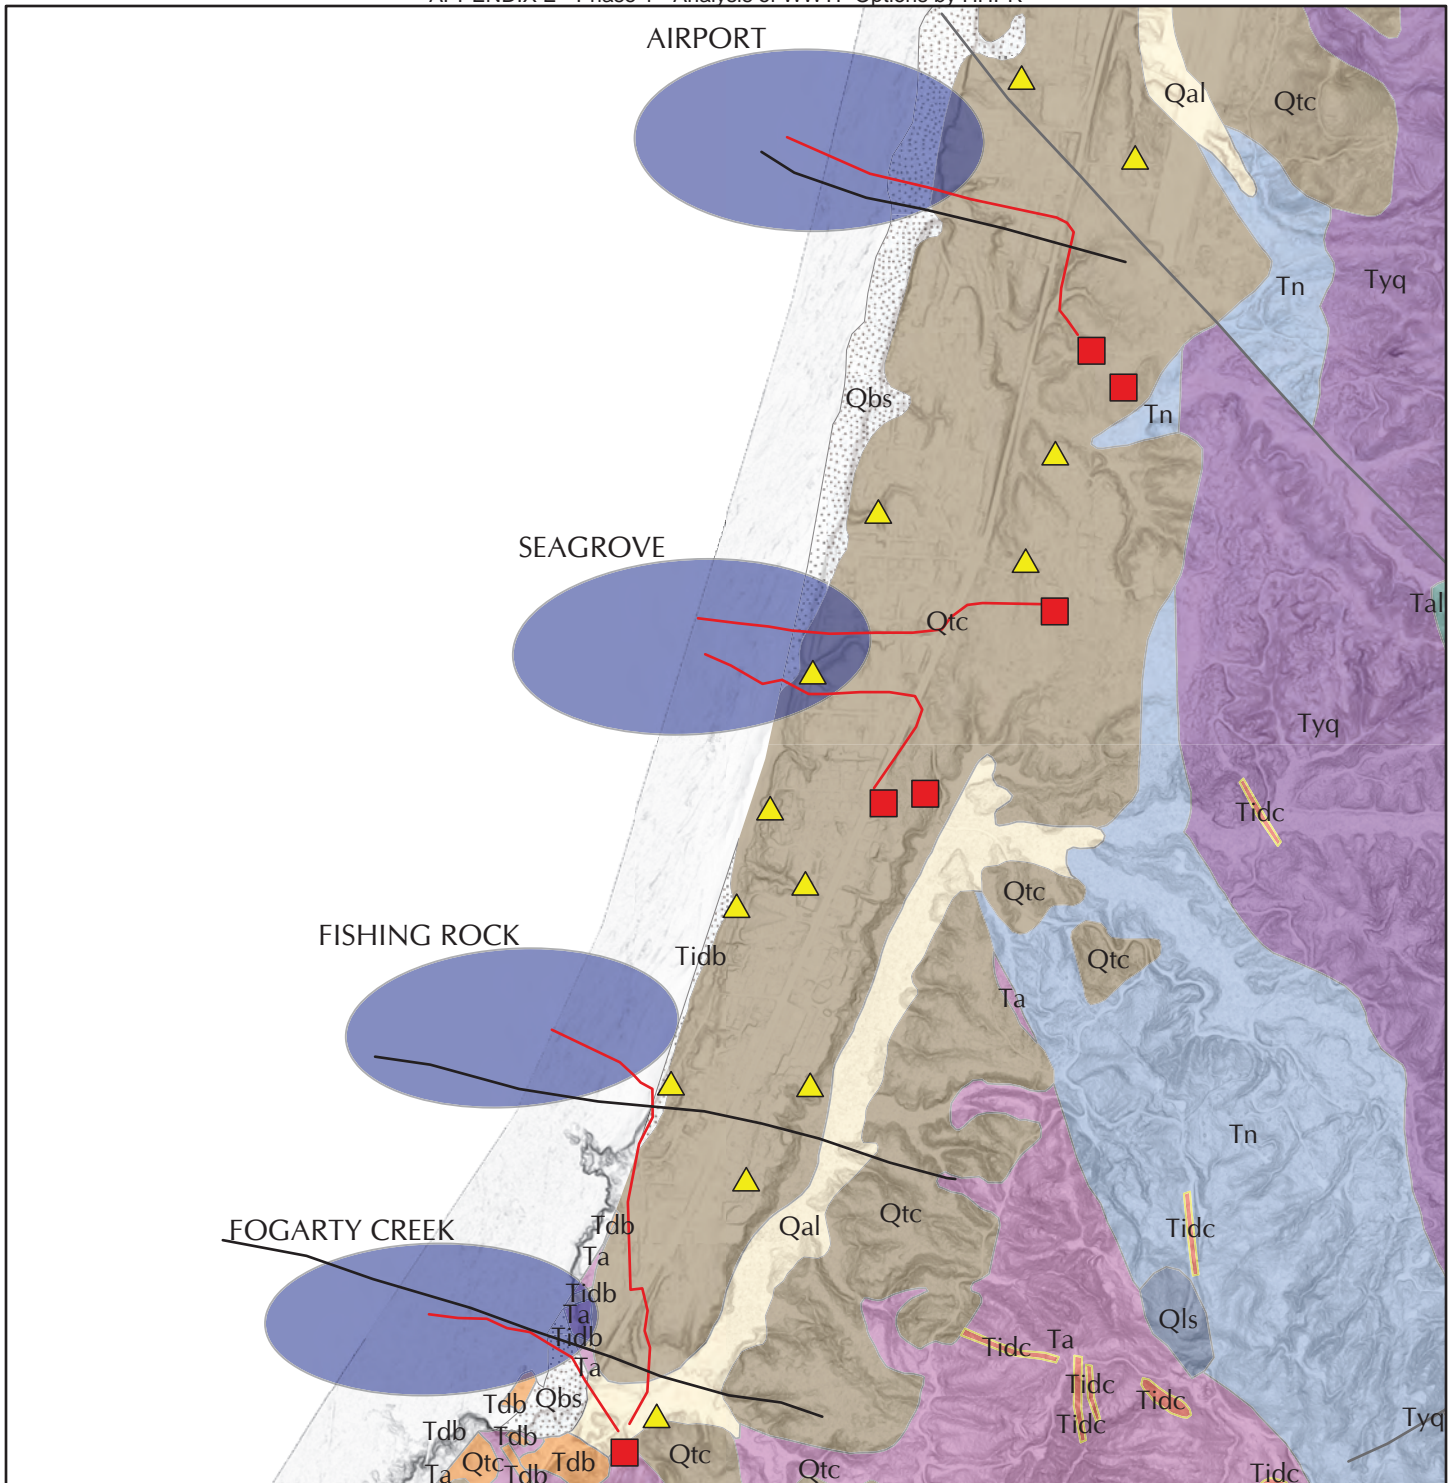 AIRPORT
Qal
Qtc
Tn
Tyq
Qbs
Tn
SEAGROVE
Tal
Qtc
Tyq
Tidc
Qtc
FISHING ROCK
Tidb
Qtc
Ta
Tn
Qtc
Tdb
Qal
FOGARTY CREEK
Tidc
Ta
Tidb
Ta
Qls
Tidb
Tidc
Ta
Ta
Tidc
Qbs
Tidc
Tdb
Tyq
Tdb
Tidc
Tdb
Qtc
Qtc
Tdb
Qtc
Ta
Tdb
Tidc